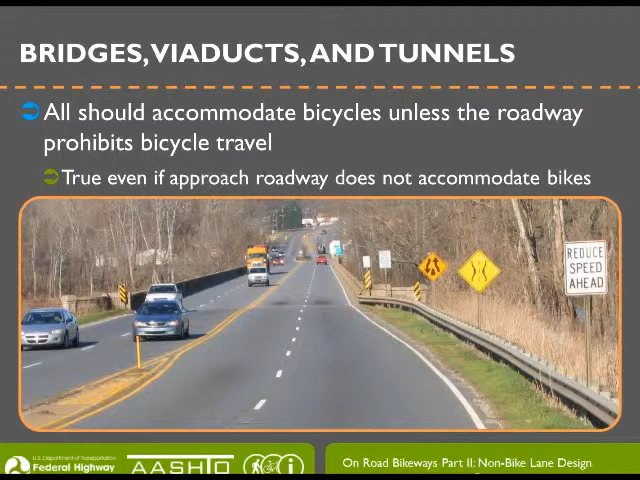 BRIDGES, VIADUCTS, AND TUNNELS
All should accommodate bicycles unless the roadway
prohibits bicycle travel
True even if approach roadway does not accommodate bikes
REDUCE
SPEED
AHEAD
U.S. Department of Transportation
Federal Highway
AASHTO
On Road Bikeways Part II: Non-Bike Lane Design